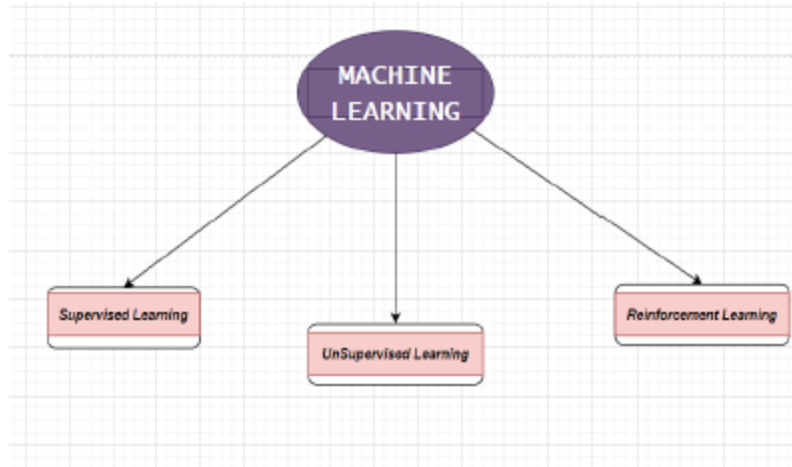 MACHINE
LEARNING
Supervised Learning
UnSupervised Learning
Reinforcement Learning